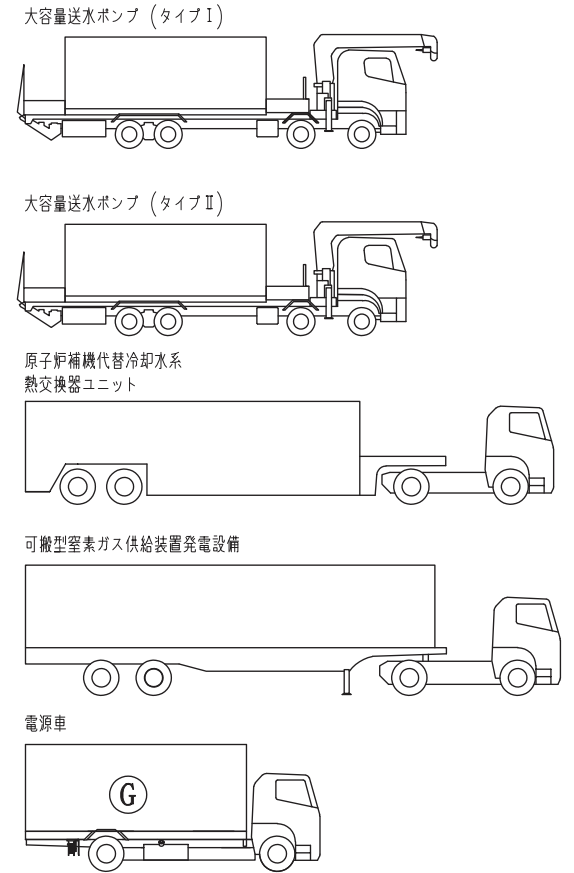 大容量送水ポンプ (タイプⅠ)
大容量送水ポンプ (タイプⅡ)
原子炉補機代替冷却水系
熱交換器ユニット
可搬型窒素ガス供給装置発電設備
電源車
G